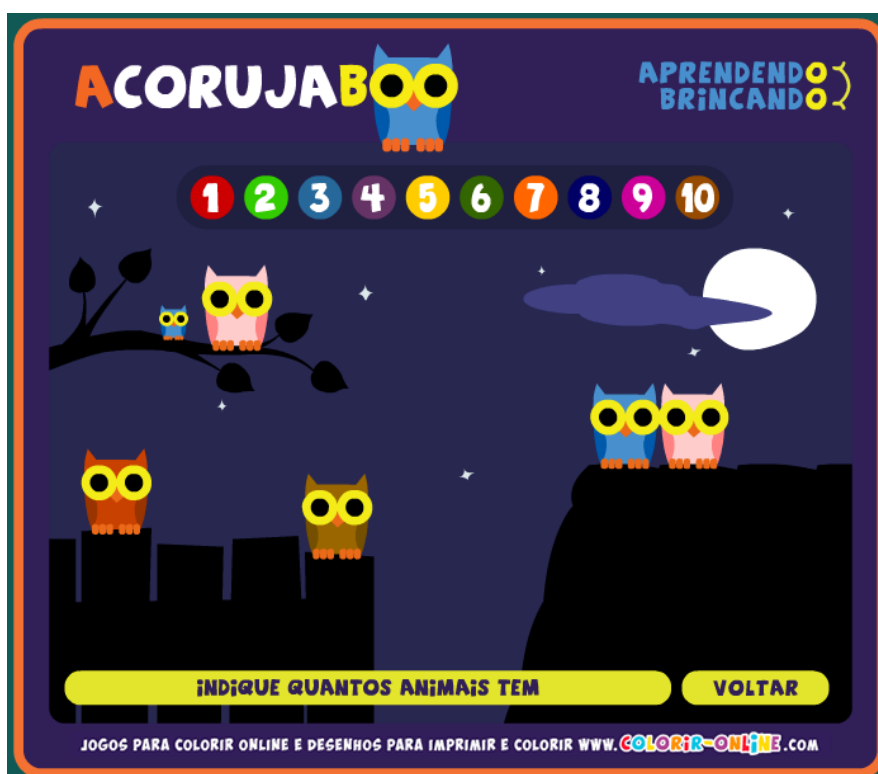 ACORUJABOO
APRENDENDO
BRiNCANDO
1 2 3 4 5 6 7 8 9 10
iNDiQUE QUANTOS ANiMAiS TEM
VOLTAR
JOGOS PARA COLORIR ONLINE E DESENHOS PARA IMPRIMIR E COLORIR WWW.COLORiR-ONLiNE.COM